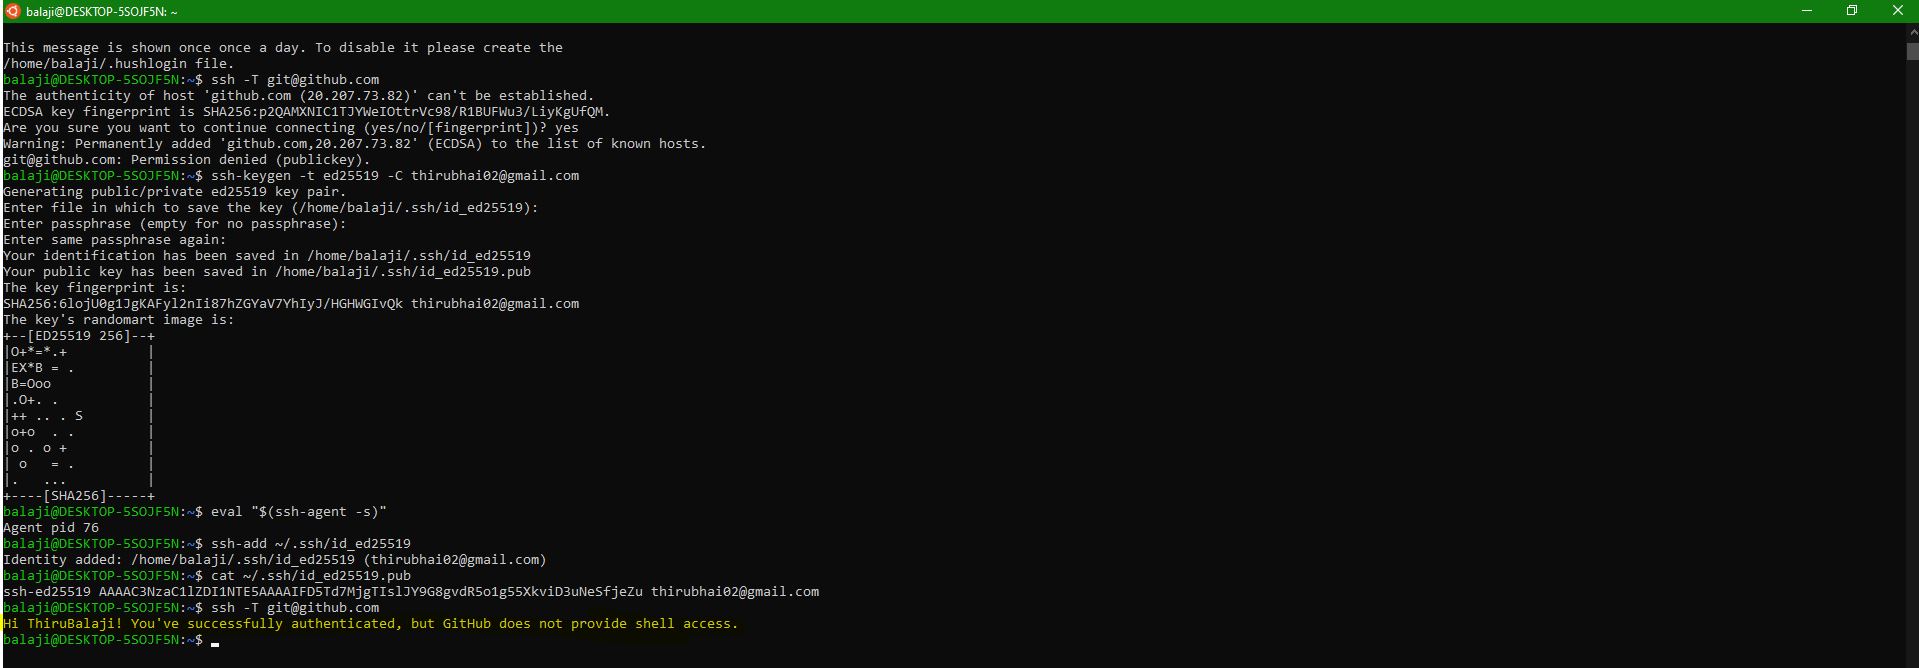 balaji@DESKTOP-5SOJF5N: ~
This message is shown once once a day. To disable it please create the
/home/balaji/.hushlogin file.
balaji@DESKTOP-5SOJF5N:~$ ssh -T git@github.com
The authenticity of host 'github.com (20.207.73.82)' can't be established.
ECDSA key fingerprint is SHA256:p2QAMXNIC1TJYWeIOttrVc98/R1BUFWu3/LiyKgUfQM.
Are you sure you want to continue connecting (yes/no/[fingerprint])? yes
Warning: Permanently added 'github.com,20.207.73.82' (ECDSA) to the list of known hosts.
git@github.com: Permission denied (publickey).
balaji@DESKTOP-5SOJF5N:~$ ssh-keygen -t ed25519 -C thirubhai02@gmail.com
Generating public/private ed25519 key pair.
Enter file in which to save the key (/home/balaji/.ssh/id_ed25519):
Enter passphrase (empty for no passphrase):
Enter same passphrase again:
Your identification has been saved in /home/balaji/.ssh/id_ed25519
Your public key has been saved in /home/balaji/.ssh/id_ed25519.pub
The key fingerprint is:
SHA256:6lojU0g1JgKAFyl2nIi87hZGYaV7YhIyJ/HGHWGIvQk thirubhai02@gmail.com
The key's randomart image is:
+--[ED25519 256]--+
|O+*=*.+          |
|EX*B = .         |
|B=Ooo            |
|.O+. .           |
|++ .. . S        |
|o+o  . .         |
|o . o +          |
| o   = .         |
|.   ...          |
+----[SHA256]-----+
balaji@DESKTOP-5SOJF5N:~$ eval "$(ssh-agent -s)"
Agent pid 76
balaji@DESKTOP-5SOJF5N:~$ ssh-add ~/.ssh/id_ed25519
Identity added: /home/balaji/.ssh/id_ed25519 (thirubhai02@gmail.com)
balaji@DESKTOP-5SOJF5N:~$ cat ~/.ssh/id_ed25519.pub
ssh-ed25519 AAAAC3NzaC1lZDI1NTE5AAAAIFD5Td7MjgTIslJY9G8gvdR5o1g55XkviD3uNeSfjeZu thirubhai02@gmail.com
balaji@DESKTOP-5SOJF5N:~$ ssh -T git@github.com
Hi ThiruBalaji! You've successfully authenticated, but GitHub does not provide shell access.
balaji@DESKTOP-5SOJF5N:~$